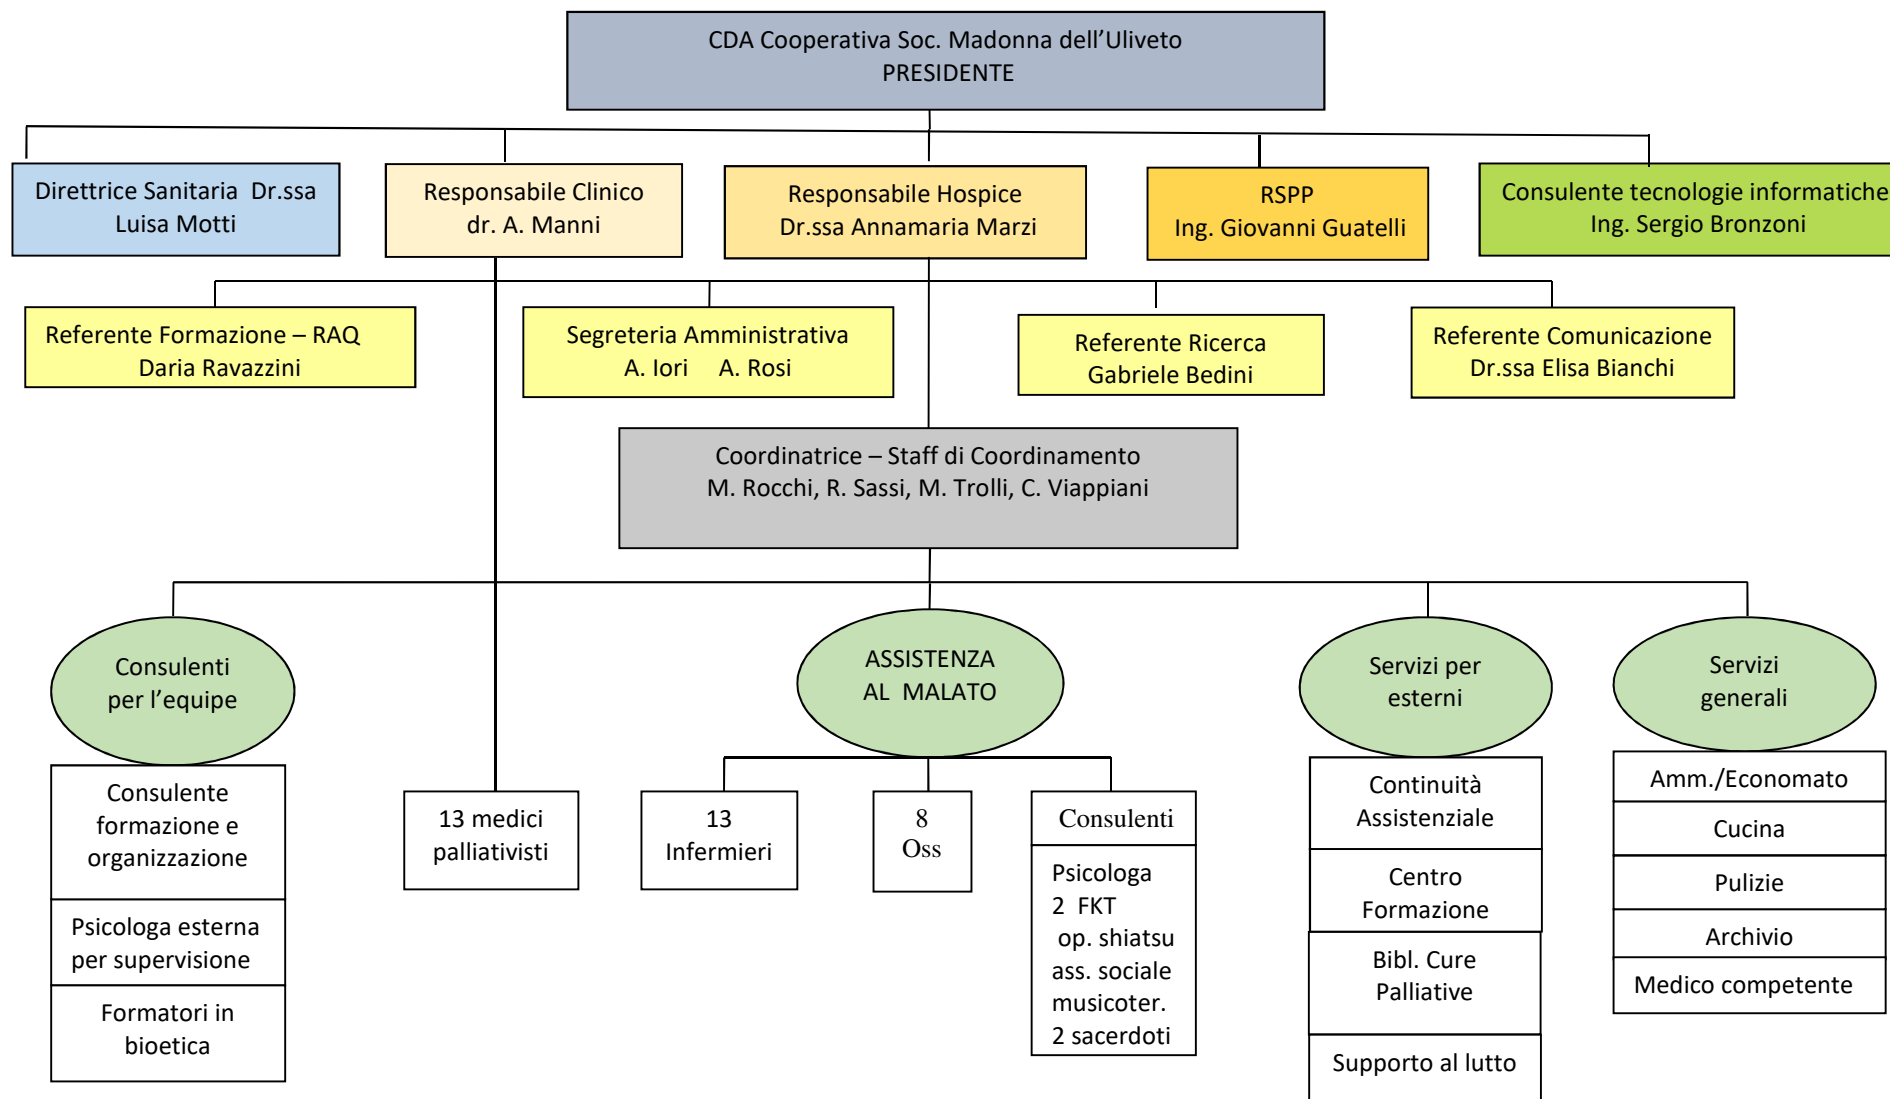 CDA Cooperativa Soc. Madonna dell’Uliveto
PRESIDENTE
Direttrice Sanitaria Dr.ssa
Luisa Motti
Responsabile Clinico
dr. A. Manni
Responsabile Hospice
Dr.ssa Annamaria Marzi
RSPP
Ing. Giovanni Guatelli
Consulente tecnologie informatiche
Ing. Sergio Bronzoni
Referente Formazione – RAQ
Daria Ravazzini
Segreteria Amministrativa
A. Iori A. Rosi
Referente Ricerca
Gabriele Bedini
Referente Comunicazione
Dr.ssa Elisa Bianchi
Coordinatrice – Staff di Coordinamento
M. Rocchi, R. Sassi, M. Trolli, C. Viappiani
Consulenti
per l’equipe
ASSISTENZA
AL MALATO
Servizi per
esterni
Servizi
generali
Consulente
formazione e
organizzazione
Psicologa esterna
per supervisione
Formatori in
bioetica
13 medici
palliativisti
13
Infermieri
8
Oss
Consulenti
Psicologa
2 FKT
op. shiatsu
ass. sociale
musicoter.
2 sacerdoti
Continuità
Assistenziale
Centro
Formazione
Bibl. Cure
Palliative
Supporto al lutto
Amm./Economato
Cucina
Pulizie
Archivio
Medico competente